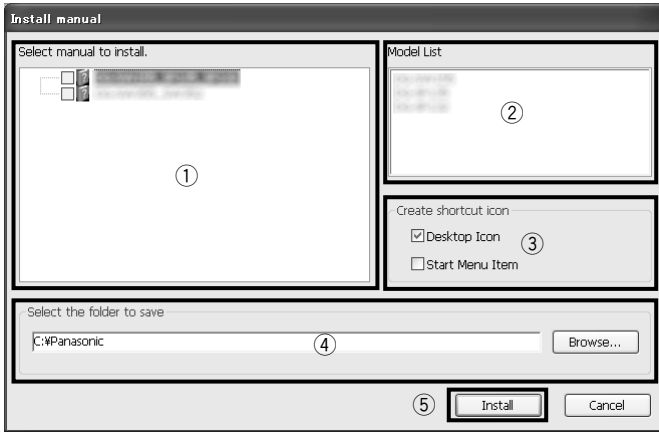 Install manual
Select manual to install.
①
Model List
②
Create shortcut icon
Desktop Icon
③
Start Menu Item
Select the folder to save
C:¥Panasonic
④
Browse...
⑤
Install
Cancel